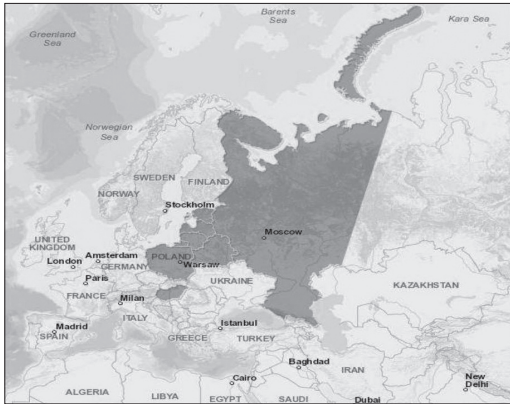 Barents
Sea
Kara Sea
Greenland
Sea
Norwegian
Sea
SWEDEN
FINLAND
NORWAY
Stockholm
Moscow
UNITED
KINGDOM
Amsterdam
London
GERMANY
POLAND
Warsaw
Paris
UKRAINE
KAZAKHSTAN
FRANCE
Milan
ITALY
Madrid
SPAIN
Istanbul
GREECE
TURKEY
Baghdad
IRAN
New
Delhi
Cairo
ALGERIA
LIBYA
EGYPT
SAUDI
Dubai